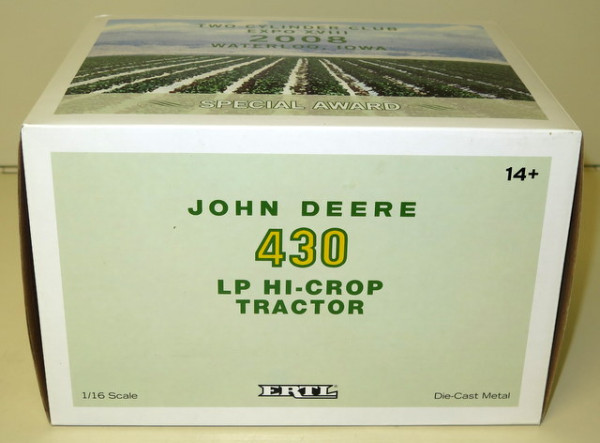 TWO-CYLINDER CLUB
EXPO XVIII
2008
WATERLOO, IOWA
SPECIAL AWARD
14+
JOHN DEERE
430
LP HI-CROP
TRACTOR
1/16 Scale
ERTL
Die-Cast Metal